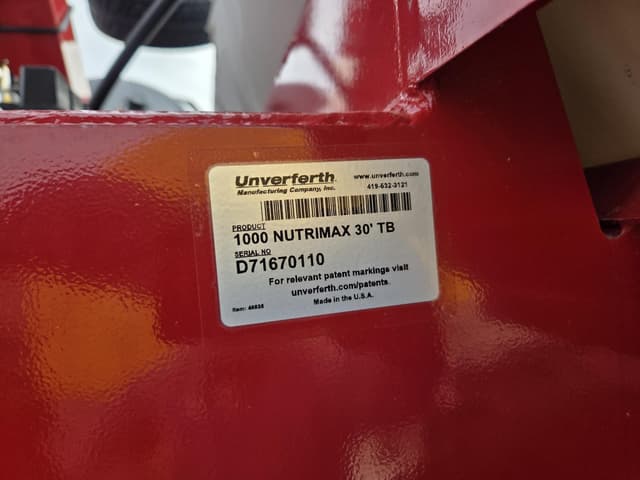 Unverferth www.unverferth.com
Manufacturing Company, Inc. 419-532-3121
PRODUCT
1000 NUTRIMAX 30' TB
SERIAL NO
D71670110
For relevant patent markings visit
unverferth.com/patents.
Made in the U.S.A.